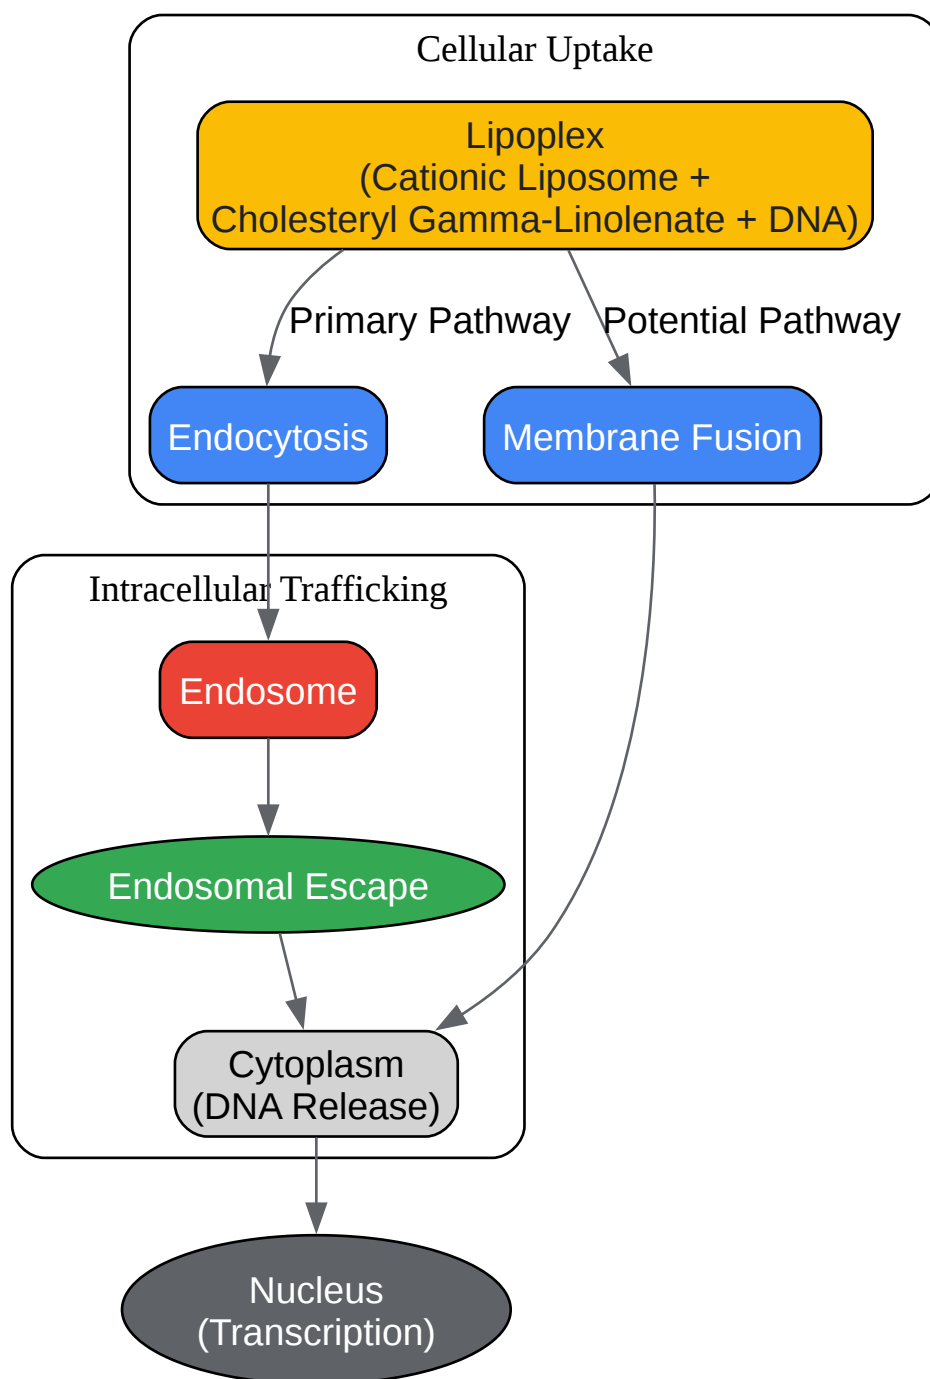 Cellular Uptake
Lipoplex
(Cationic Liposome +
Cholesteryl Gamma-Linolenate + DNA)
Primary Pathway
Potential Pathway
Endocytosis
Membrane Fusion
Intracellular Trafficking
Endosome
Endosomal Escape
Cytoplasm
(DNA Release)
Nucleus
(Transcription)